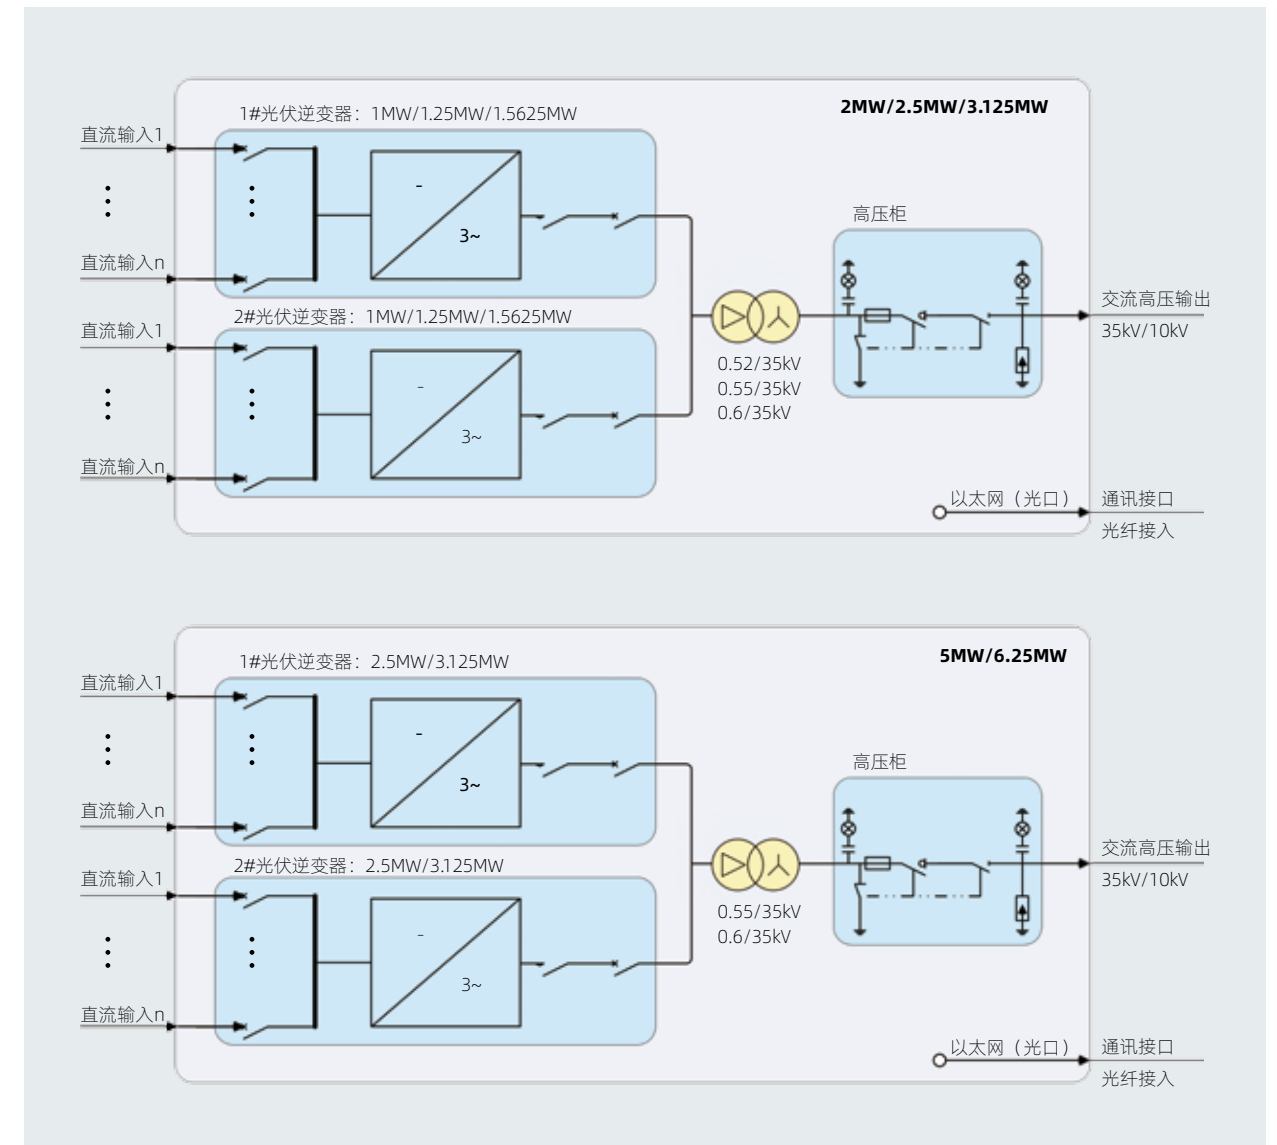 2MW/2.5MW/3.125MW
1#光伏逆变器：1MW/1.25MW/1.5625MW
直流输入1
-
3~
直流输入n
2#光伏逆变器：1MW/1.25MW/1.5625MW
直流输入1
-
3~
直流输入n
0.52/35kV
0.55/35kV
0.6/35kV
高压柜
交流高压输出
35kV/10kV
以太网（光口）
通讯接口
光纤接入
5MW/6.25MW
1#光伏逆变器：2.5MW/3.125MW
直流输入1
-
3~
直流输入n
2#光伏逆变器：2.5MW/3.125MW
直流输入1
-
3~
直流输入n
0.55/35kV
0.6/35kV
高压柜
交流高压输出
35kV/10kV
以太网（光口）
通讯接口
光纤接入